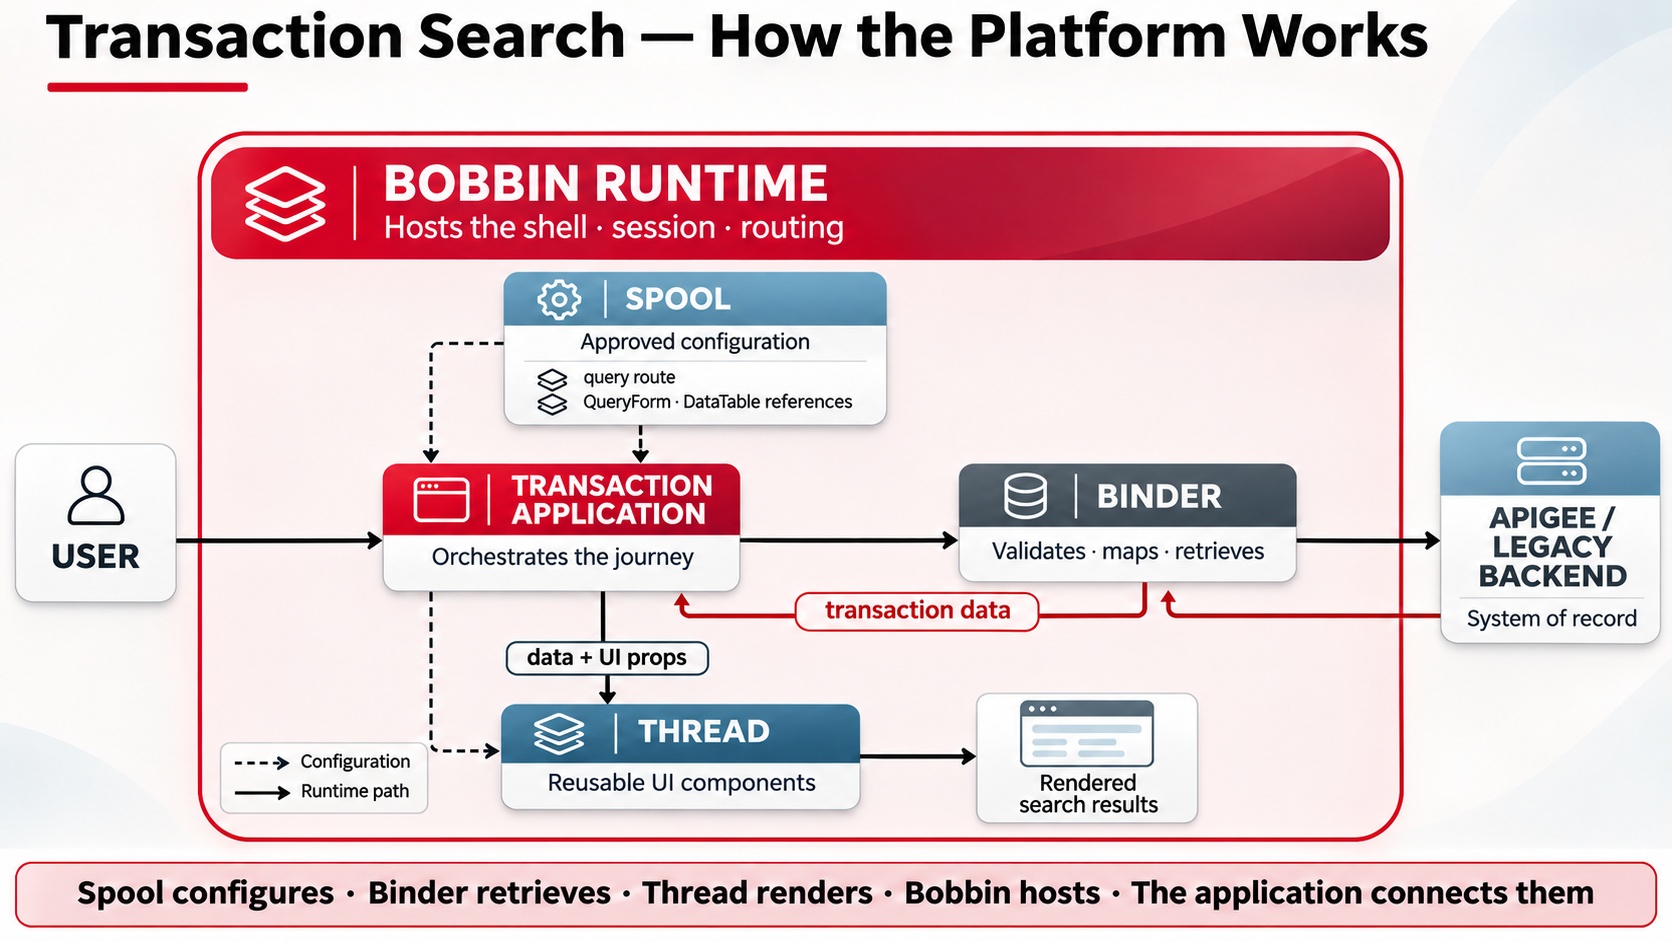 Transaction Search — How the Platform Works
BOBBIN RUNTIME
Hosts the shell · session · routing
SPOOL
Approved configuration
query route
QueryForm · DataTable references
USER
TRANSACTION
APPLICATION
Orchestrates the journey
BINDER
Validates · maps · retrieves
APIGEE /
LEGACY
BACKEND
System of record
transaction data
data + UI props
THREAD
Reusable UI components
Rendered
search results
Configuration
Runtime path
Spool configures · Binder retrieves · Thread renders · Bobbin hosts · The application connects them